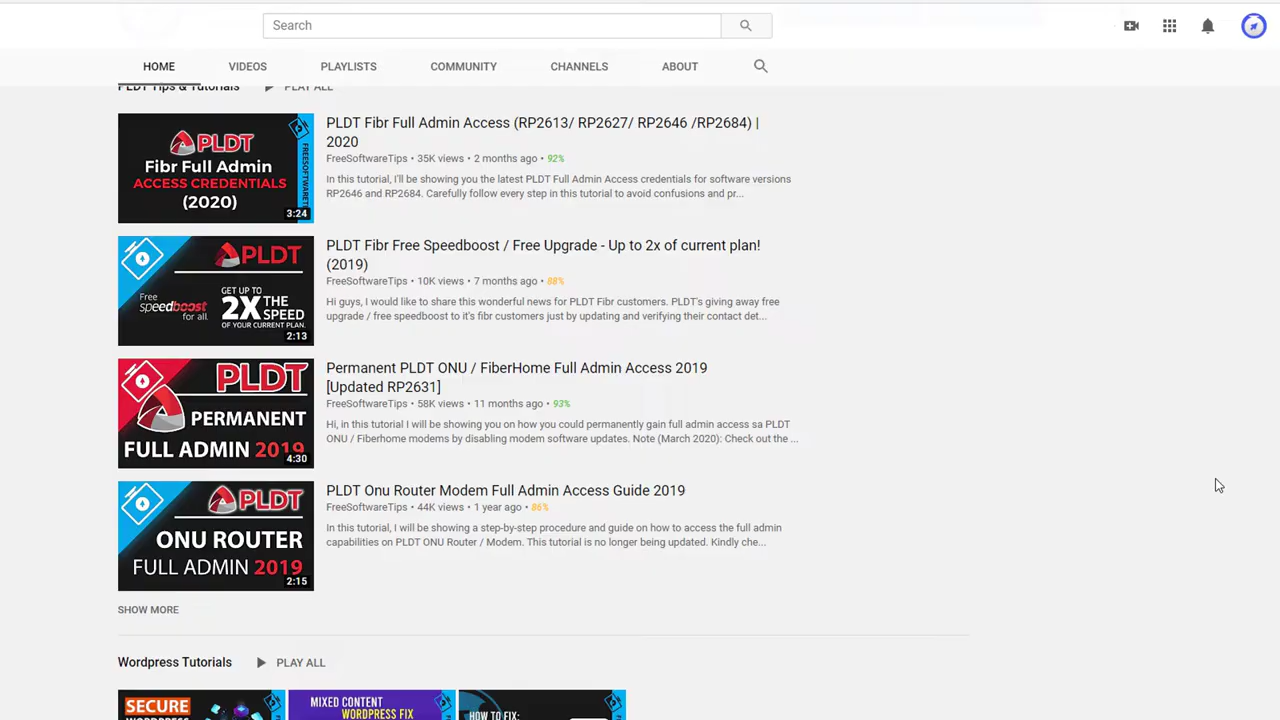 Search
HOME
VIDEOS
PLAYLISTS
COMMUNITY
CHANNELS
ABOUT
PLDT Tips & Tutorials
PLAY ALL
PLDT
Fibr Full Admin
ACCESS CREDENTIALS
(2020)
3:24
PLDT Fibr Full Admin Access (RP2613/ RP2627/ RP2646 /RP2684) |
2020
FreeSoftwareTips • 35K views • 2 months ago • 92%
In this tutorial, I'll be showing you the latest PLDT Full Admin Access credentials for software versions
RP2646 and RP2684. Carefully follow every step in this tutorial to avoid confusions and pr...
PLDT
Free
speedboost
for all.
GET UP TO
2X THE
SPEED
OF YOUR CURRENT PLAN.
2:13
PLDT Fibr Free Speedboost / Free Upgrade - Up to 2x of current plan!
(2019)
FreeSoftwareTips • 10K views • 7 months ago • 88%
Hi guys, I would like to share this wonderful news for PLDT Fibr customers. PLDT's giving away free
upgrade / free speedboost to it's fibr customers just by updating and verifying their contact det...
PLDT
PERMANENT
FULL ADMIN 2019
4:30
Permanent PLDT ONU / FiberHome Full Admin Access 2019
[Updated RP2631]
FreeSoftwareTips • 58K views • 11 months ago • 93%
Hi, in this tutorial I will be showing you on how you could permanently gain full admin access sa PLDT
ONU / Fiberhome modems by disabling modem software updates. Note (March 2020): Check out the ...
PLDT
ONU ROUTER
FULL ADMIN 2019
2:15
PLDT Onu Router Modem Full Admin Access Guide 2019
FreeSoftwareTips • 44K views • 1 year ago • 86%
In this tutorial, I will be showing a step-by-step procedure and guide on how to access the full admin
capabilities on PLDT ONU Router / Modem. This tutorial is no longer being updated. Kindly che...
SHOW MORE
Wordpress Tutorials
PLAY ALL
SECURE
MIXED CONTENT
WORDPRESS FIX
HOW TO FIX: